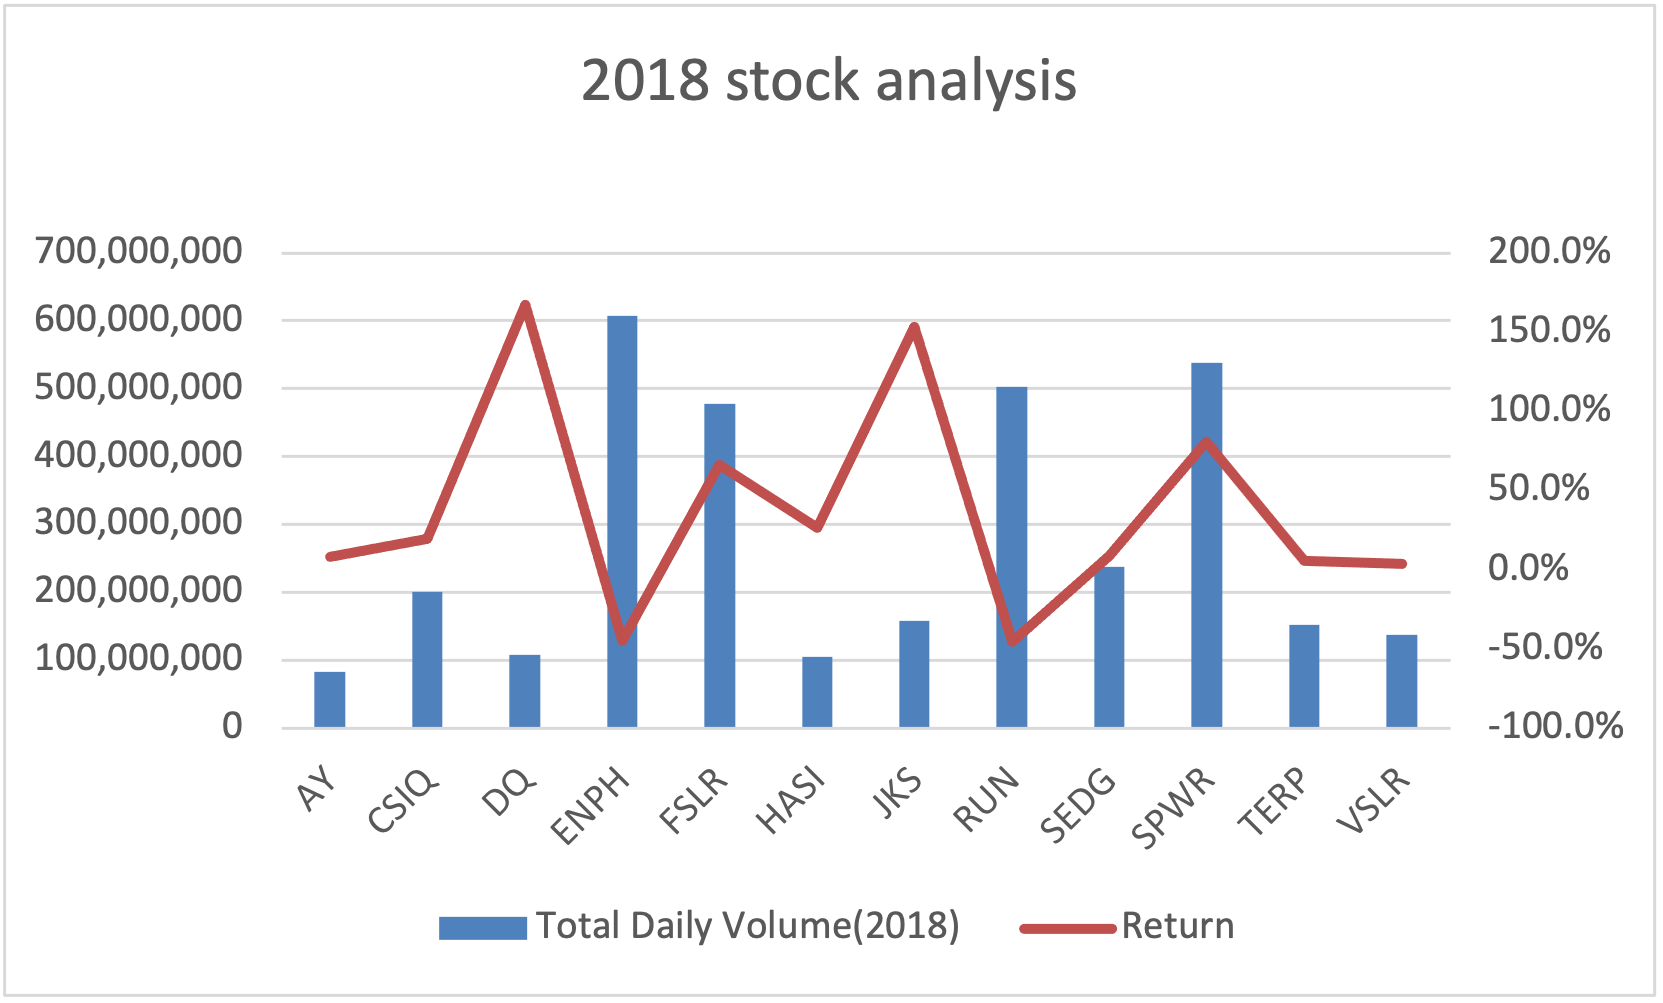 2018 stock analysis
700,000,000
600,000,000
500,000,000
400,000,000
300,000,000
200,000,000
100,000,000
0
200.0%
150.0%
100.0%
50.0%
0.0%
-50.0%
-100.0%
AY
CSIQ
DQ
ENPH
FSLR
HASI
JKS
RUN
SEDG
SPWR
TERP
VSLR
Total Daily Volume(2018)
Return